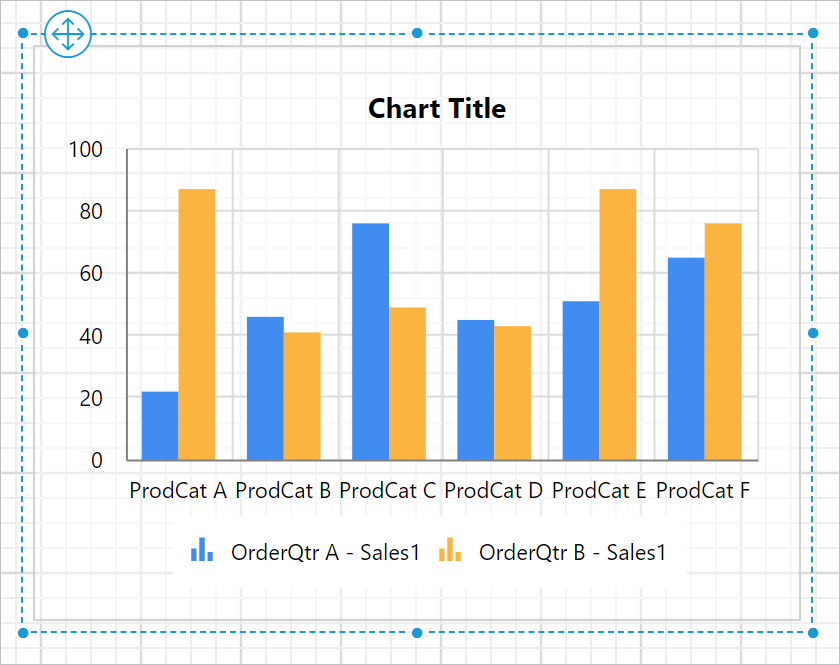 Chart Title
100
80
60
40
20
0
ProdCat A ProdCat B ProdCat C ProdCat D ProdCat E ProdCat F
OrderQtr A - Sales1 OrderQtr B - Sales1